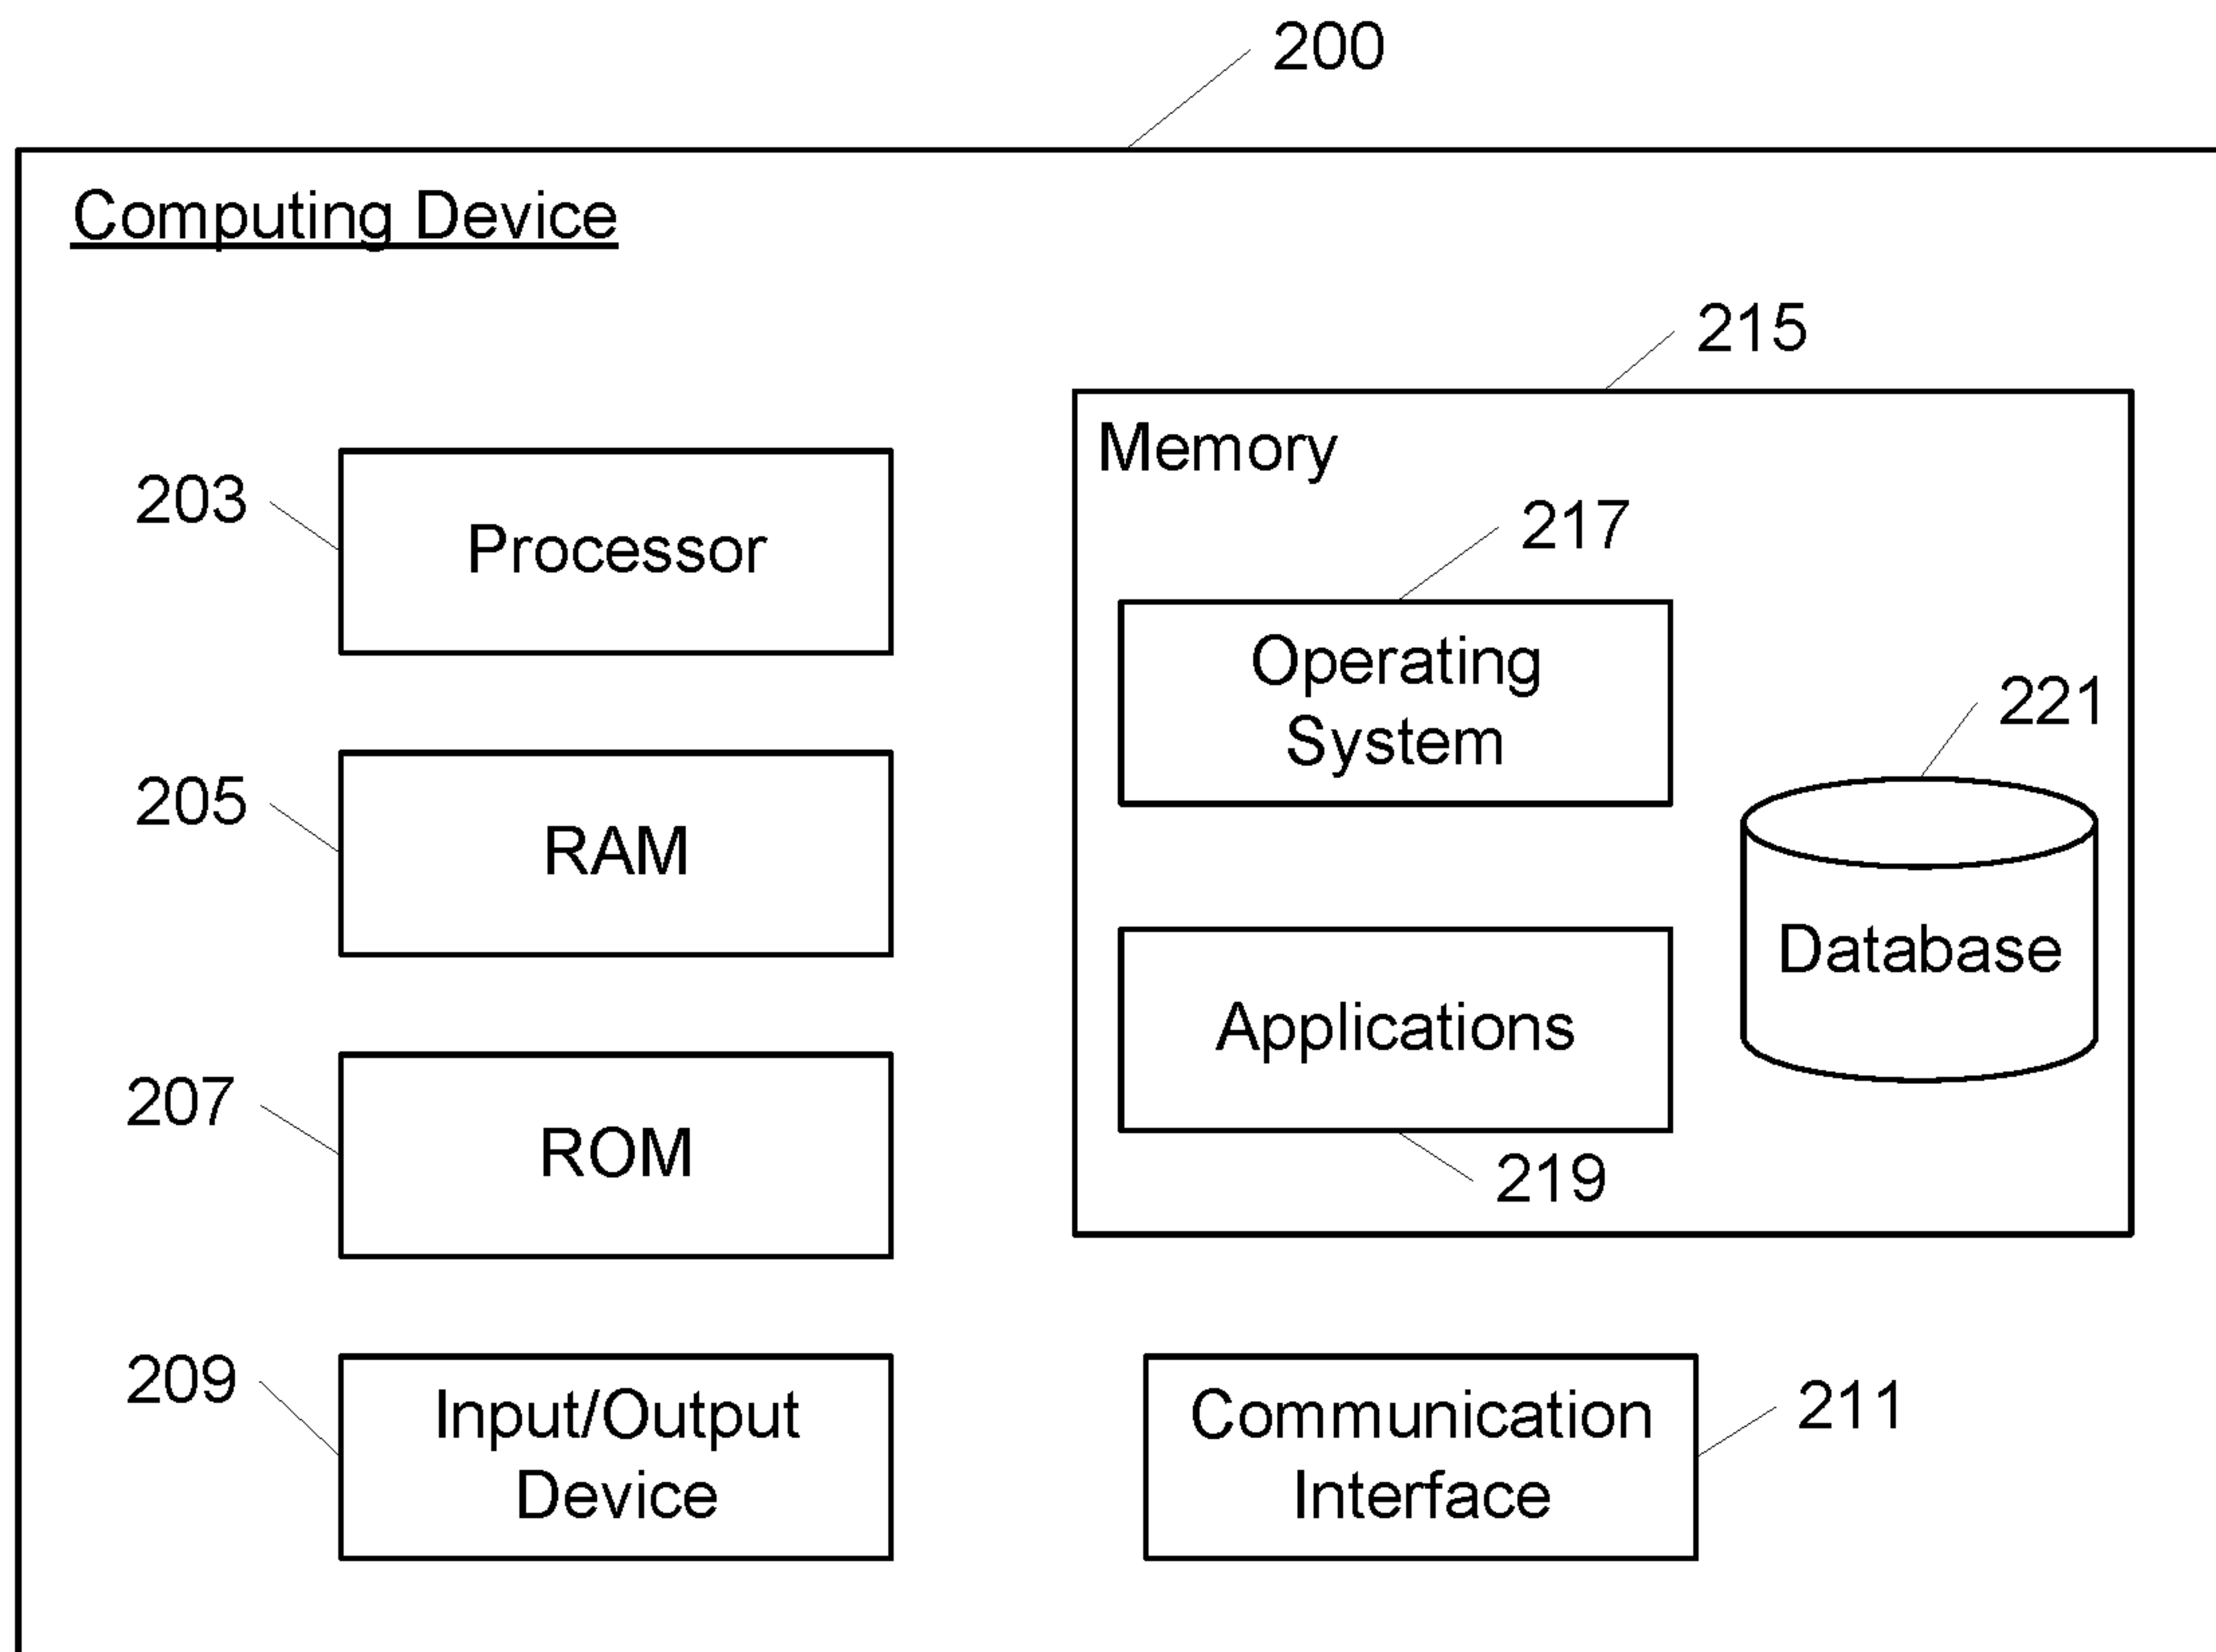 200
Computing Device
215
Memory
203
Processor
217
Operating
System
221
205
RAM
Database
Applications
207
ROM
219
209
Input/Output
Device
Communication
Interface
211